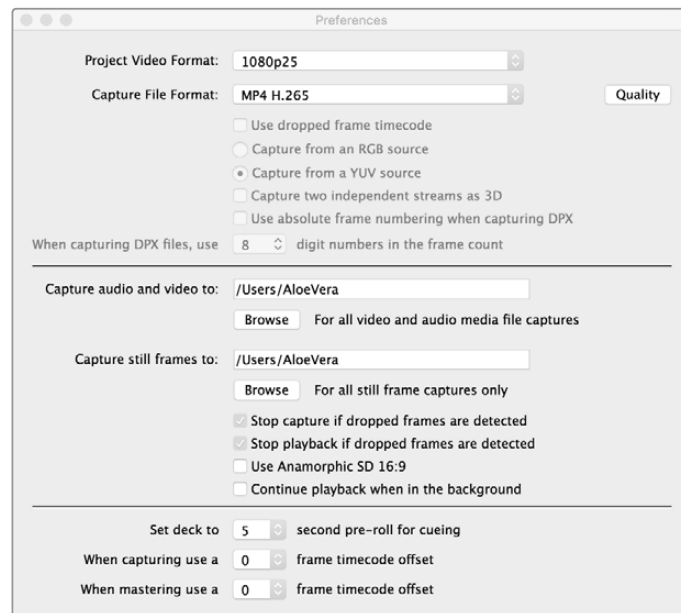 Preferences
Project Video Format: 1080p25
Capture File Format: MP4 H.265 Quality
Use dropped frame timecode
Capture from an RGB source
Capture from a YUV source
Capture two independent streams as 3D
Use absolute frame numbering when capturing DPX
When capturing DPX files, use 8 digit numbers in the frame count
Capture audio and video to: /Users/AloeVera
Browse For all video and audio media file captures
Capture still frames to: /Users/AloeVera
Browse For all still frame captures only
Stop capture if dropped frames are detected
Stop playback if dropped frames are detected
Use Anamorphic SD 16:9
Continue playback when in the background
Set deck to 5 second pre-roll for cueing
When capturing use a 0 frame timecode offset
When mastering use a 0 frame timecode offset